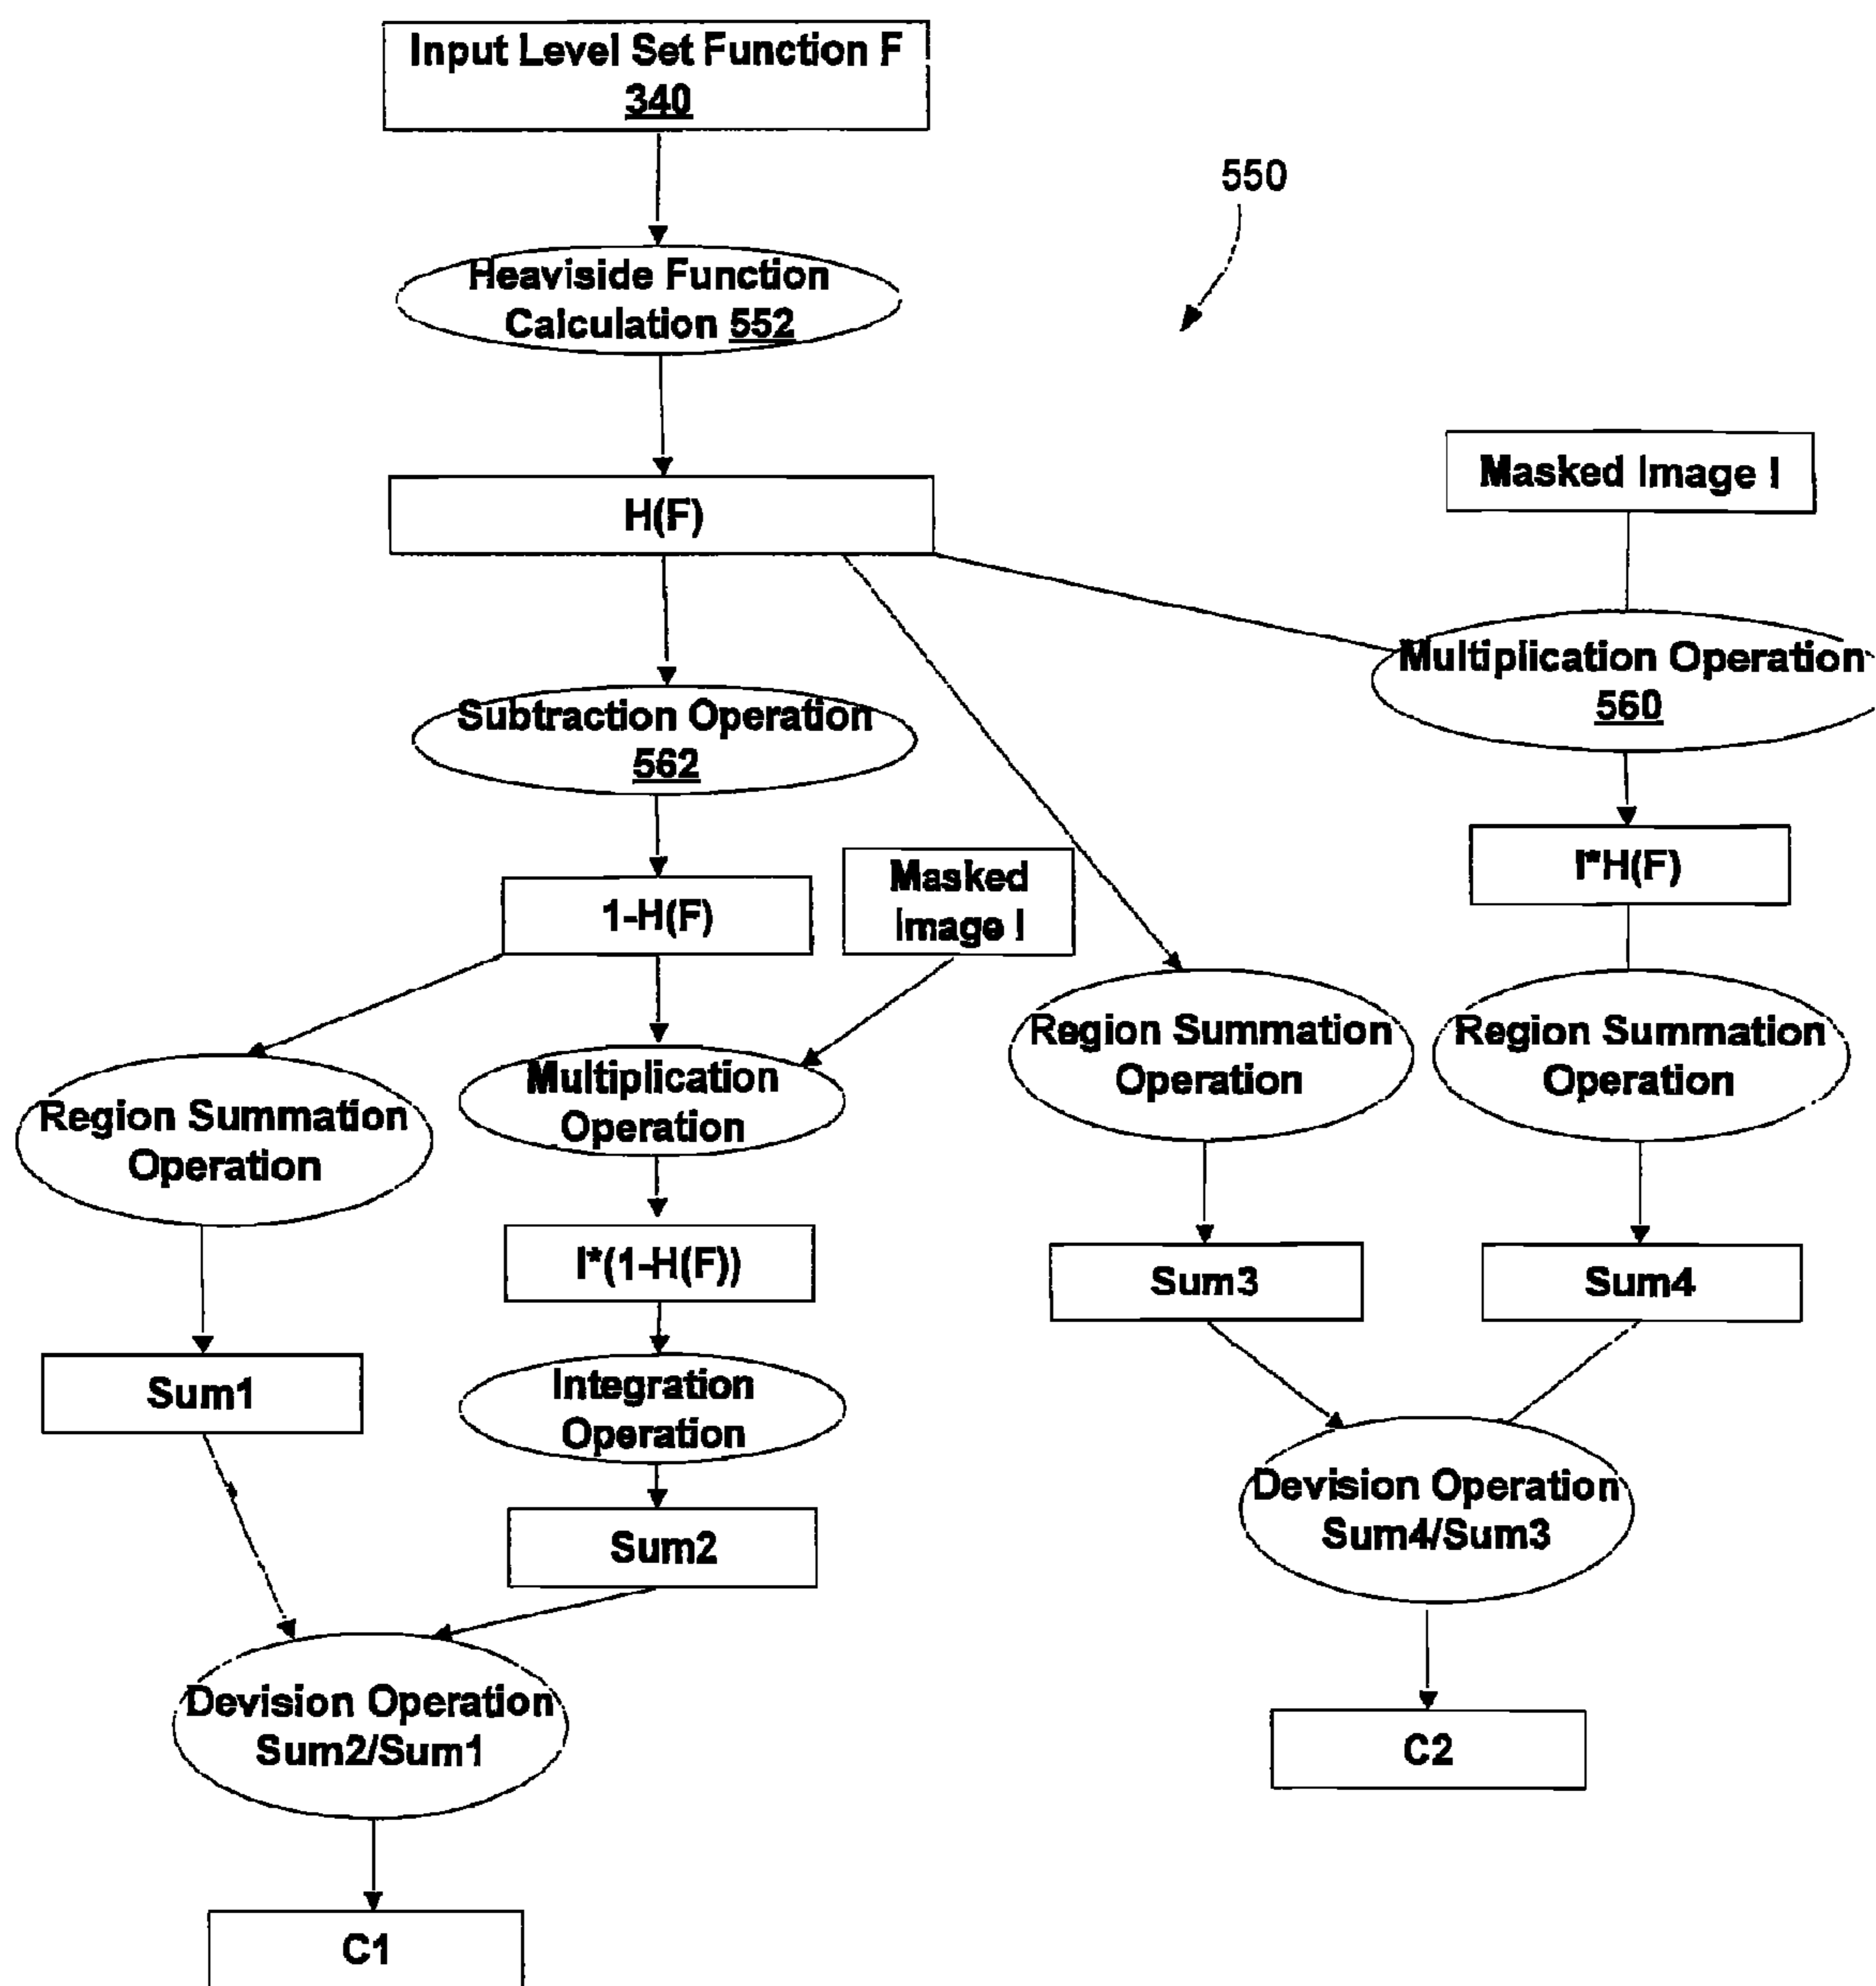 Input Level Set Function F
340
550
Heaviside Function
Calculation 552
H(F)
Masked Image I
Multiplication Operation
560
Subtraction Operation
562
I*H(F)
1-H(F)
Masked
Image I
Region Summation
Operation
Region Summation
Operation
Multiplication
Operation
Region Summation
Operation
I*(1-H(F))
Sum3
Sum4
Sum1
Integration
Operation
Devision Operation
Sum4/Sum3
Sum2
Devision Operation
Sum2/Sum1
C2
C1